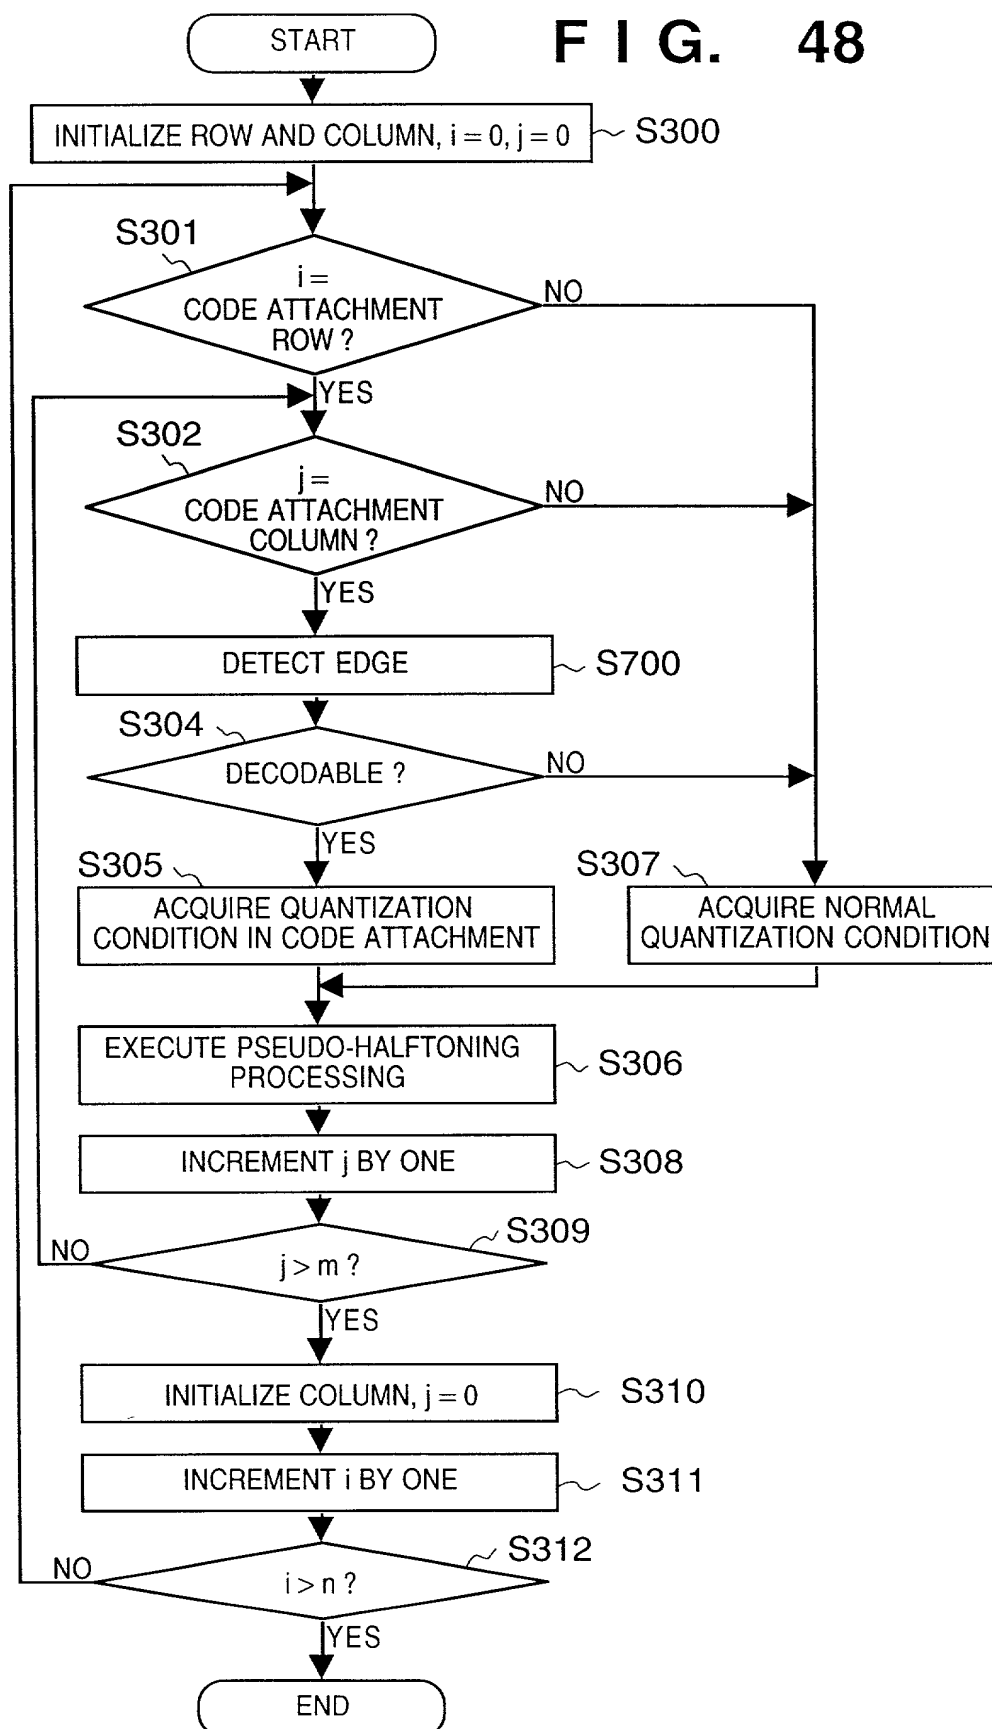 START
FIG. 48
INITIALIZE ROW AND COLUMN, i = 0, j = 0
S300
S301
i =
CODE ATTACHMENT
ROW ?
NO
YES
S302
j =
CODE ATTACHMENT
COLUMN ?
NO
YES
DETECT EDGE
S700
S304
DECODABLE ?
NO
YES
S305
ACQUIRE QUANTIZATION
CONDITION IN CODE ATTACHMENT
S307
ACQUIRE NORMAL
QUANTIZATION CONDITION
EXECUTE PSEUDO-HALFTONING
PROCESSING
S306
INCREMENT j BY ONE
S308
S309
NO
j > m ?
YES
INITIALIZE COLUMN, j = 0
S310
INCREMENT i BY ONE
S311
S312
NO
i > n ?
YES
END